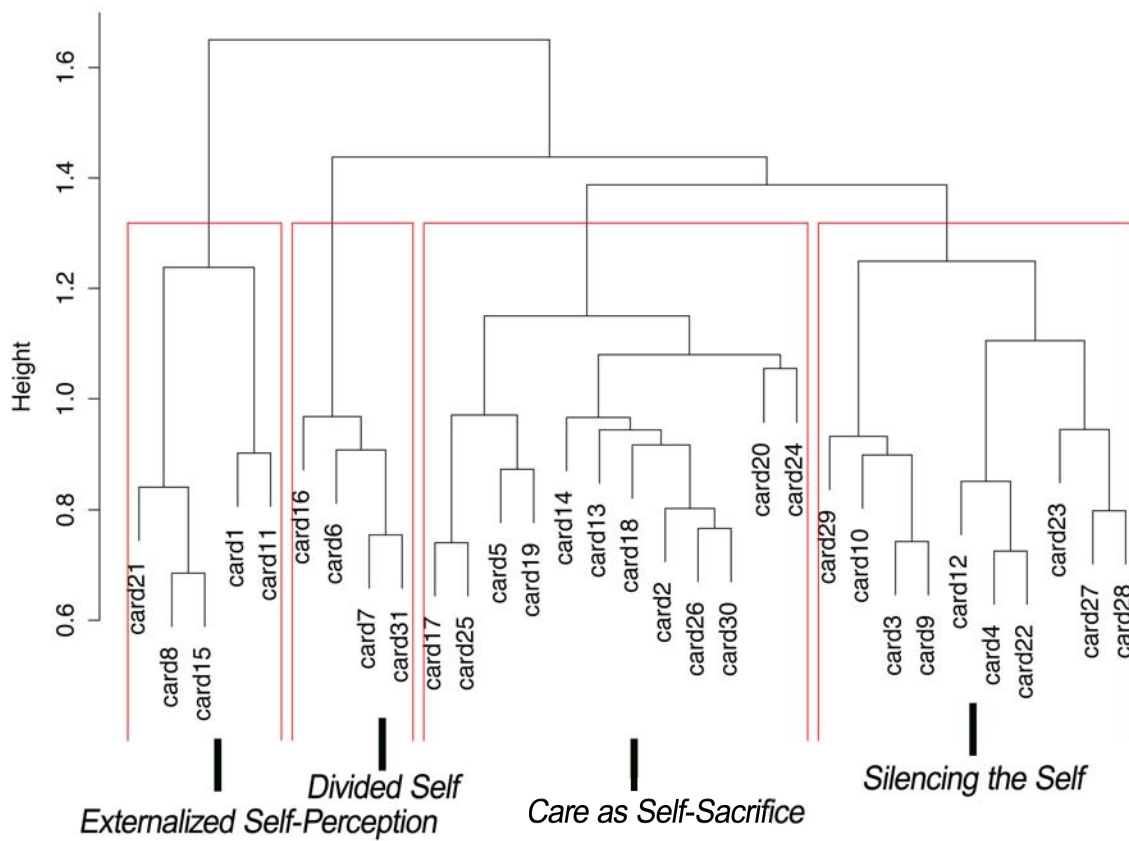 Height
1.6
1.4
1.2
1.0
0.8
0.6
card21
card8
card15
card1
card11
card16
card6
card7
card31
card17
card25
card5
card19
card14
card13
card18
card2
card26
card30
card20
card24
card29
card10
card3
card9
card12
card4
card22
card23
card27
card28
Externalized Self-Perception
Divided Self
Care as Self-Sacrifice
Silencing the Self